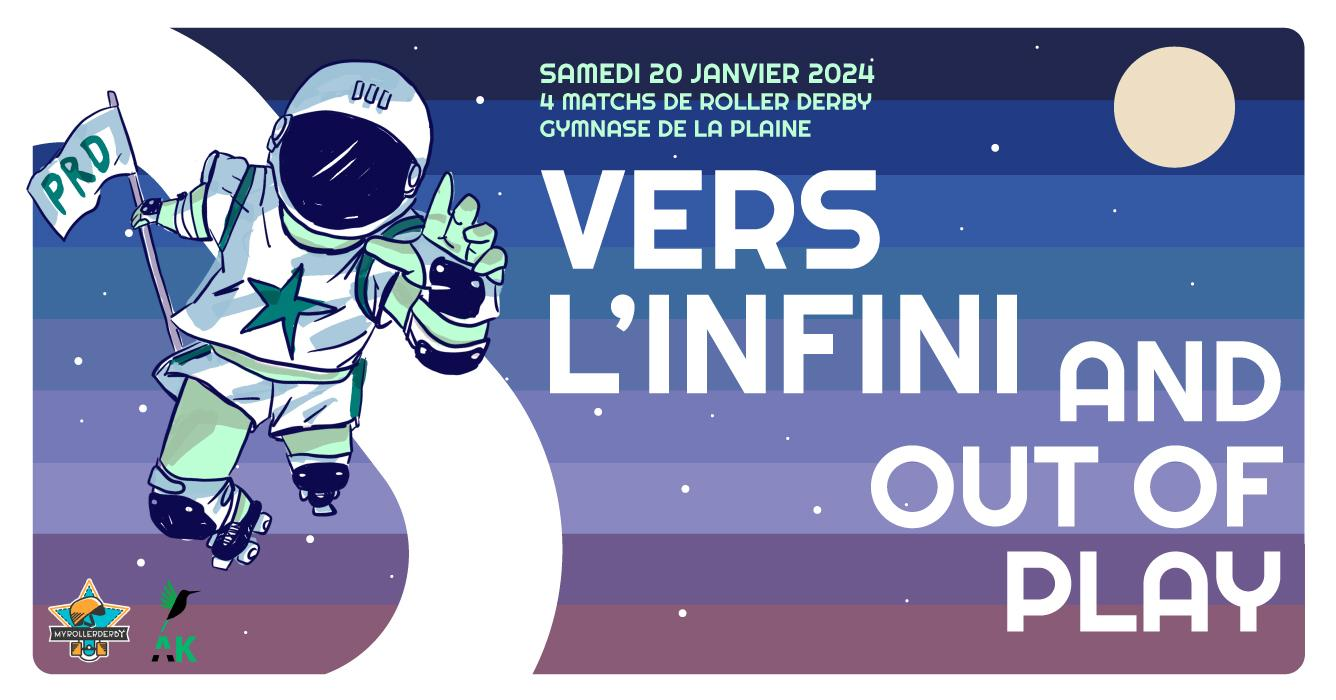 SAMEDI 20 JANVIER 2024
4 MATCHS DE ROLLER DERBY
GYMNASE DE LA PLAINE
PRD
VERS
L'INFINI
AND
OUT OF
PLAY
MYROLLERDERBY
AK